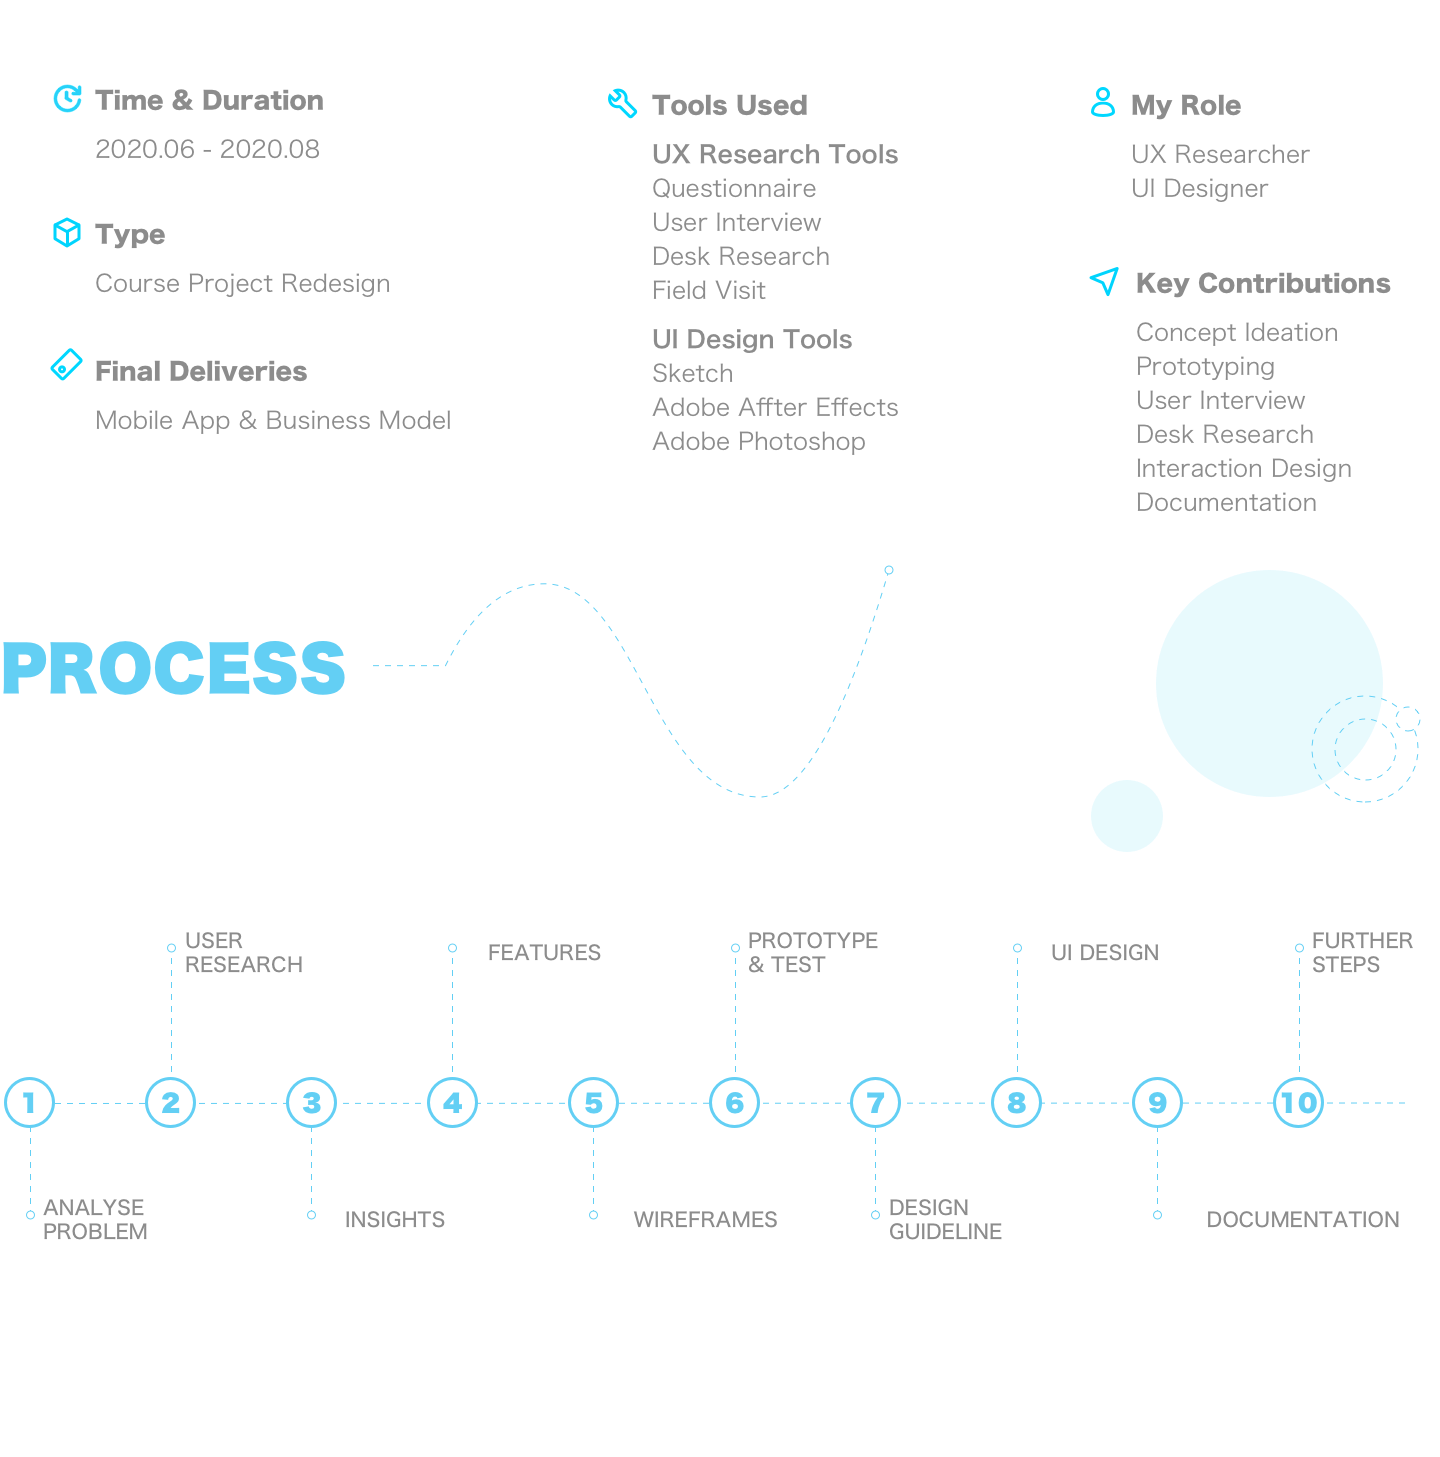 Time & Duration
2020.06 - 2020.08
Type
Course Project Redesign
Final Deliveries
Mobile App & Business Model
Tools Used
UX Research Tools
Questionnaire
User Interview
Desk Research
Field Visit
UI Design Tools
Sketch
Adobe Affter Effects
Adobe Photoshop
My Role
UX Researcher
UI Designer
Key Contributions
Concept Ideation
Prototyping
User Interview
Desk Research
Interaction Design
Documentation
PROCESS
1
ANALYSE
PROBLEM
2
USER
RESEARCH
3
INSIGHTS
4
FEATURES
5
WIREFRAMES
6
PROTOTYPE
& TEST
7
DESIGN
GUIDELINE
8
UI DESIGN
9
DOCUMENTATION
10
FURTHER
STEPS